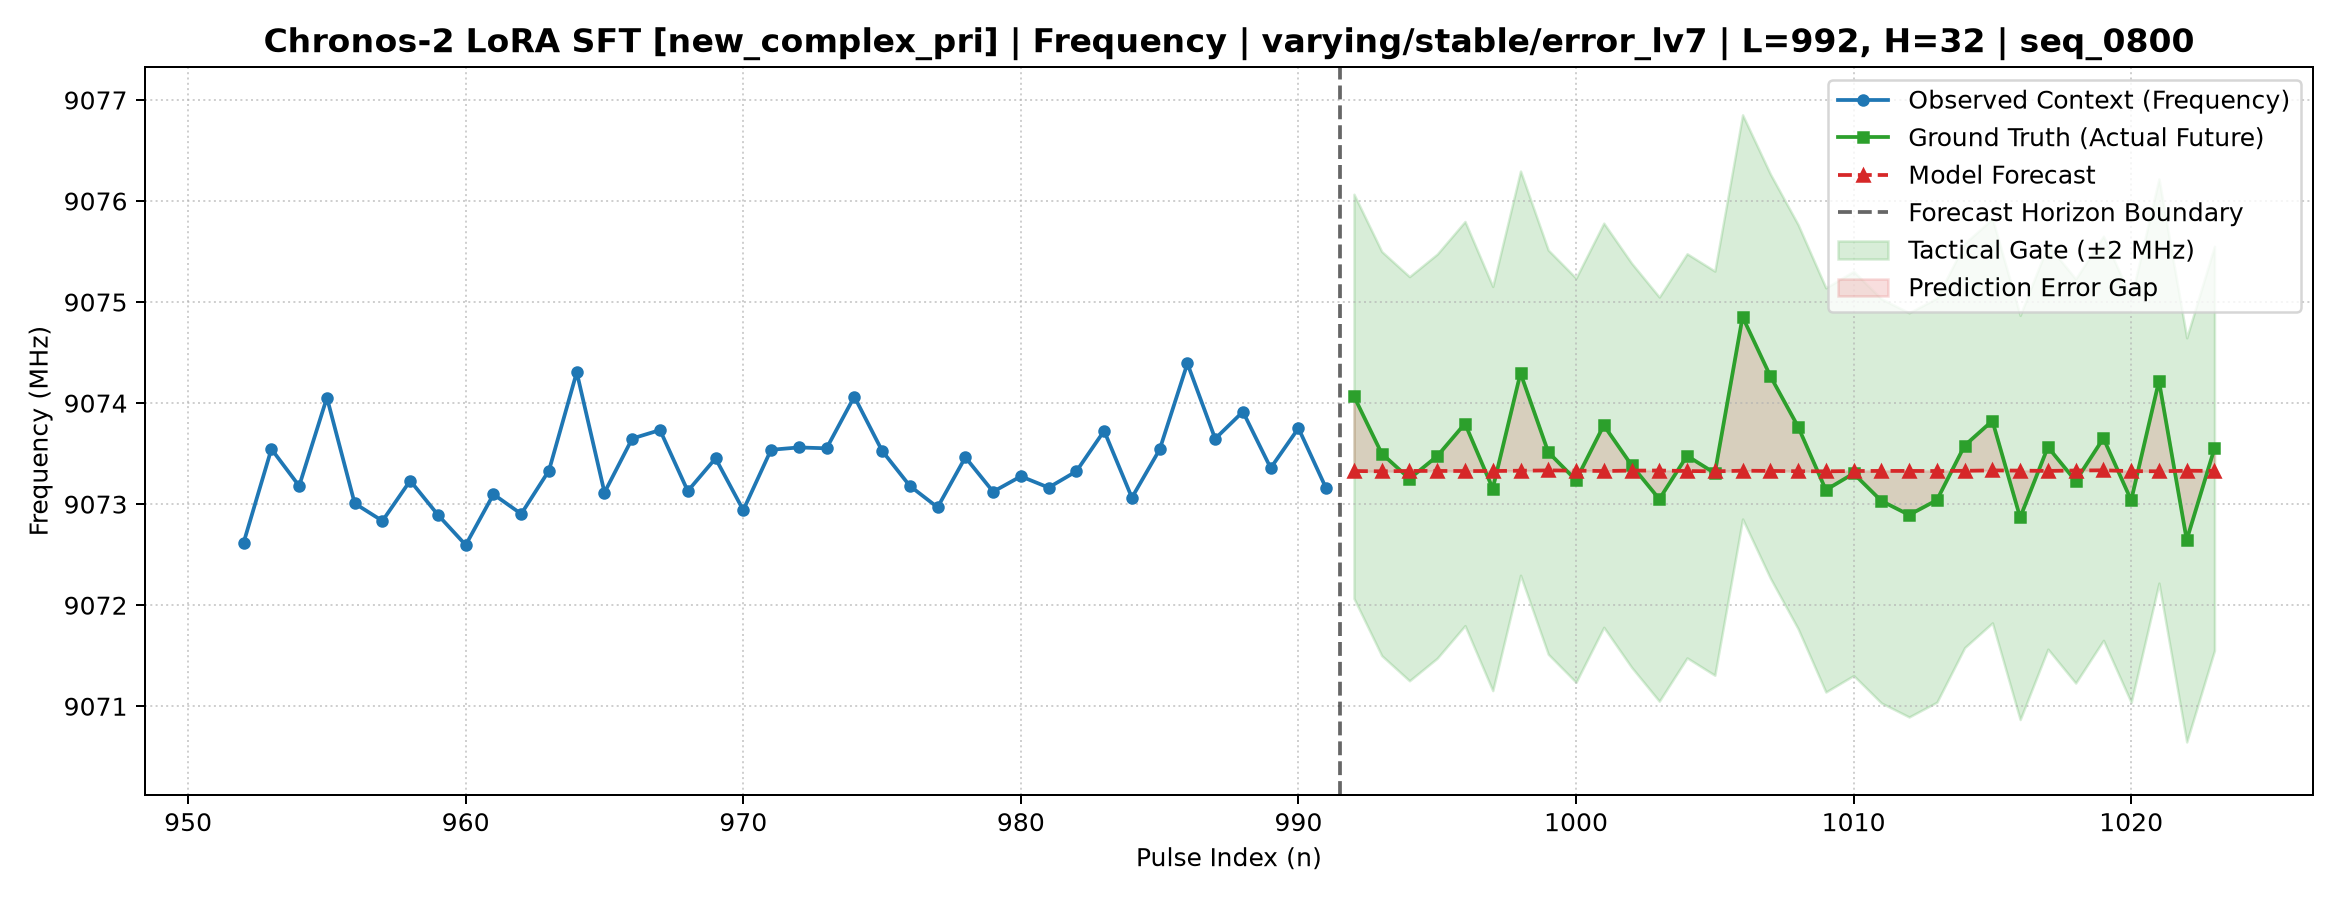 Chronos-2 LoRA SFT [new_complex_pri] | Frequency | varying/stable/error_lv7 | L=992, H=32 | seq_0800
Observed Context (Frequency)
Ground Truth (Actual Future)
Model Forecast
Forecast Horizon Boundary
Tactical Gate (±2 MHz)
Prediction Error Gap
Frequency (MHz)
9077
9076
9075
9074
9073
9072
9071
950 960 970 980 990 1000 1010 1020
Pulse Index (n)